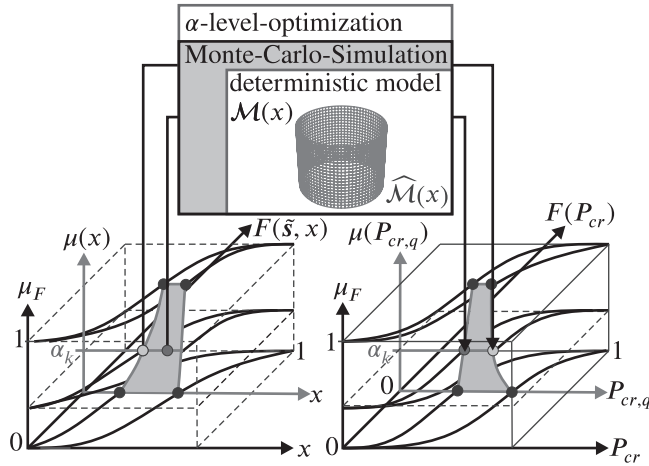 α-level-optimization
Monte-Carlo-Simulation
deterministic model
ℳ(x)
ℳ̂(x)
μ(x)
F(s̃, x)
μ_F
1
α_k
1
x
0
x
μ(P_cr,q)
F(P_cr)
μ_F
1
α_k
1
0
P_cr,q
0
P_cr